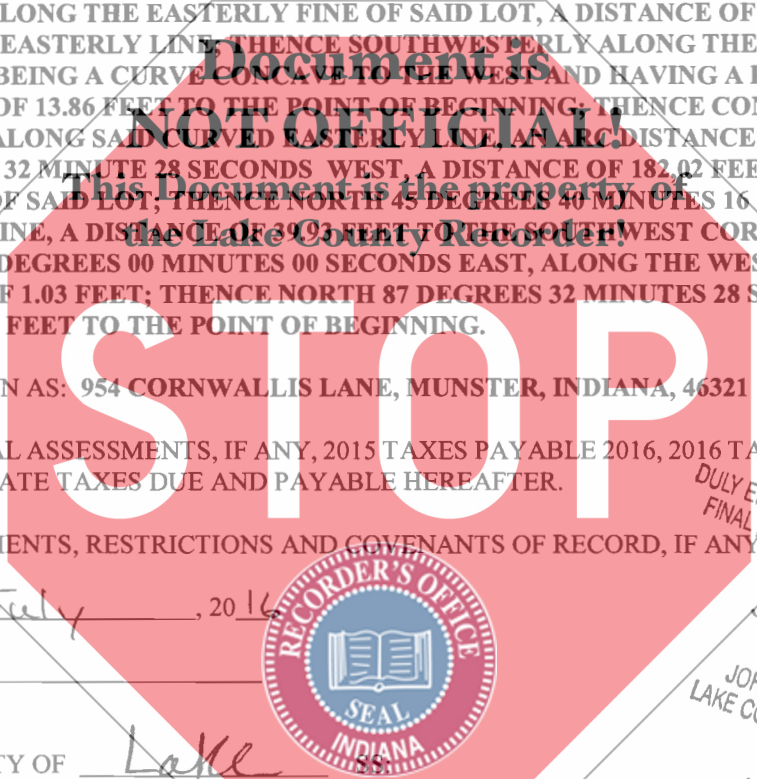 LONG THE EASTERLY FINE OF SAID LOT, A DISTANCE OF
EASTERLY LINE; THENCE SOUTHWESTERLY ALONG THE
Document is
BEING A CURVE CONCAVE TO THE WEST AND HAVING A
OF 13.86 FEET TO THE POINT OF BEGINNING; THENCE CON
NOT OFFICIAL!
ALONG SAID CURVED EASTERLY LINE, AN ARC DISTANCE
32 MINUTE 28 SECONDS WEST, A DISTANCE OF 182.02 FEE
This Document is the property of
OF SAID LOT; THENCE NORTH 45 DEGREES 40 MINUTES 16
the Lake County Recorder!
INE, A DISTANCE OF 39.93 FEET TO THE SOUTHWEST COR
DEGREES 00 MINUTES 00 SECONDS EAST, ALONG THE WES
F 1.03 FEET; THENCE NORTH 87 DEGREES 32 MINUTES 28 S
FEET TO THE POINT OF BEGINNING.
STOP
N AS: 954 CORNWALLIS LANE, MUNSTER, INDIANA, 46321
AL ASSESSMENTS, IF ANY, 2015 TAXES PAYABLE 2016, 2016 TA
ATE TAXES DUE AND PAYABLE HEREAFTER.
DULY E
FINAL
MENTS, RESTRICTIONS AND COVENANTS OF RECORD, IF ANY
July, 2016
RECORDER'S OFFICE
SEAL
INDIANA
JOH
LAKE CO
TY OF Lake SS: